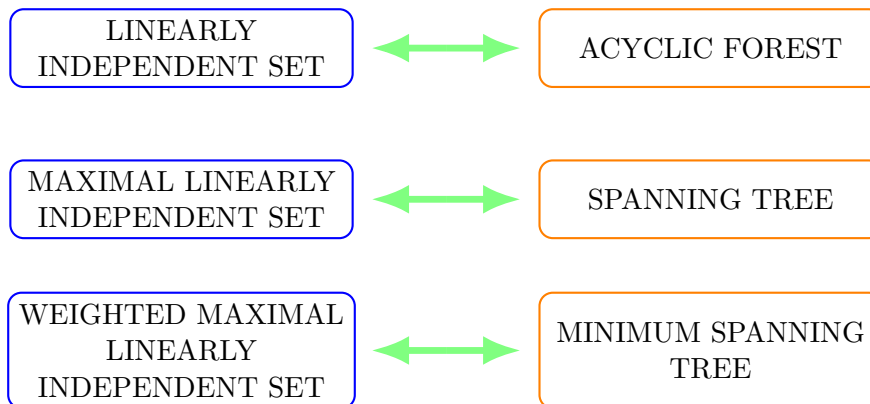 LINEARLY
INDEPENDENT SET
ACYCLIC FOREST
MAXIMAL LINEARLY
INDEPENDENT SET
SPANNING TREE
WEIGHTED MAXIMAL
LINEARLY
INDEPENDENT SET
MINIMUM SPANNING
TREE